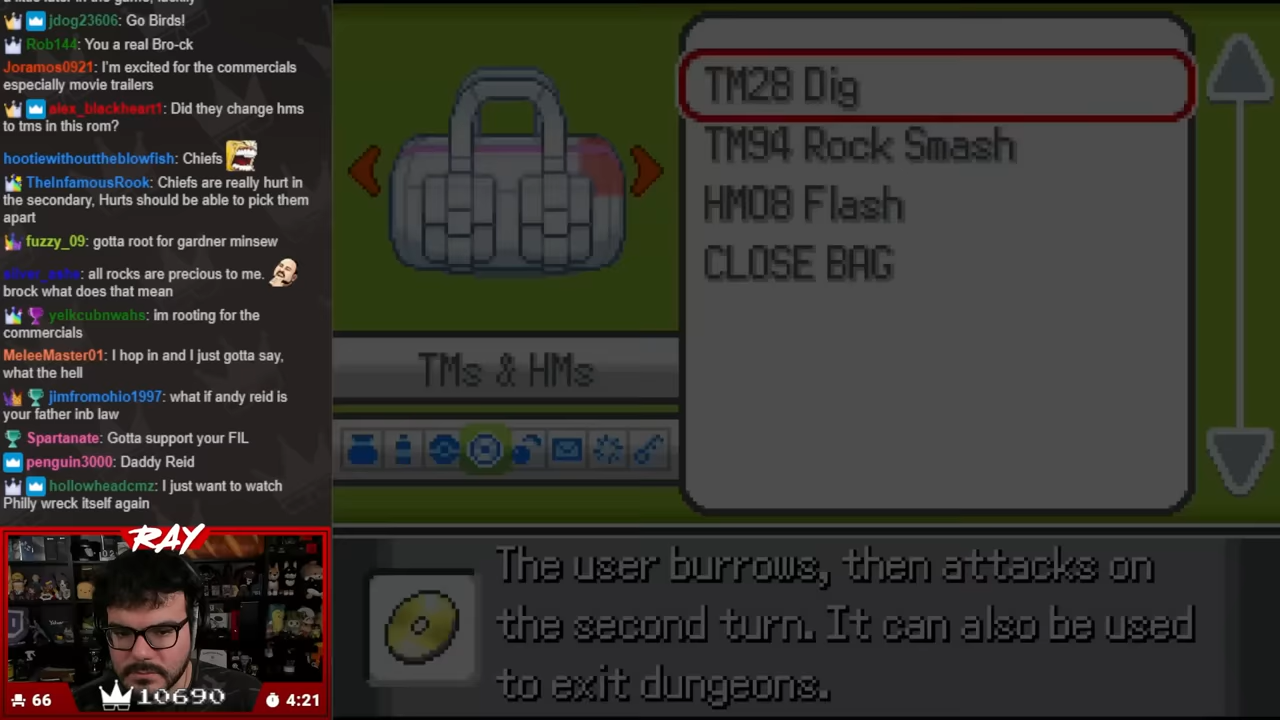 jdog23606: Go Birds!
Rob144: You a real Bro-ck
Joramos0921: I'm excited for the commercials
especially movie trailers
alex_blackheart1: Did they change hms
to tms in this rom?
hootiewithouttheblowfish: Chiefs
TheInfamousRook: Chiefs are really hurt in
the secondary, Hurts should be able to pick them
apart
fuzzy_09: gotta root for gardner minsew
all rocks are precious to me.
brock what does that mean
yelkcubnwahs: im rooting for the
commercials
MeleeMaster01: I hop in and I just gotta say,
what the hell
jimfromohio1997: what if andy reid is
your father inb law
Spartanate: Gotta support your FIL
penguin3000: Daddy Reid
hollowheadcmz: I just want to watch
Philly wreck itself again
RAY
66
10690
4:21
TM28 Dig
TM94 Rock Smash
HM08 Flash
CLOSE BAG
TMs & HMs
The user burrows, then attacks on
the second turn. It can also be used
to exit dungeons.